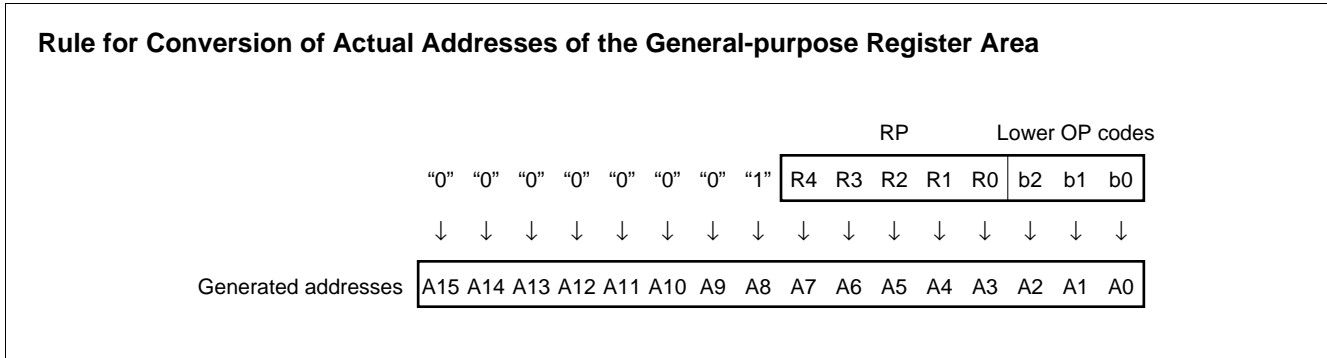 Rule for Conversion of Actual Addresses of the General-purpose Register Area
RP Lower OP codes
“0” “0” “0” “0” “0” “0” “0” “1” R4 R3 R2 R1 R0 b2 b1 b0
↓ ↓ ↓ ↓ ↓ ↓ ↓ ↓ ↓ ↓ ↓ ↓ ↓ ↓ ↓ ↓
Generated addresses A15 A14 A13 A12 A11 A10 A9 A8 A7 A6 A5 A4 A3 A2 A1 A0